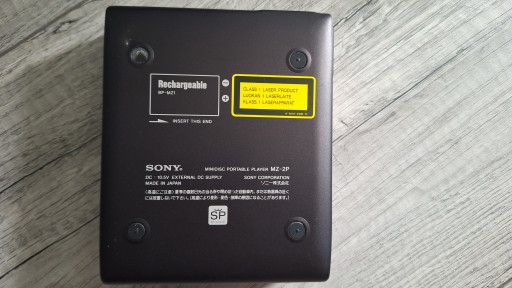 Rechargeable
BP-MZ1
INSERT THIS END
CLASS 1 LASER PRODUCT
LUOKAN 1 LASERLAITE
KLASS 1 LASERAPPARAT
SONY
MINIDISC PORTABLE PLAYER MZ-2P
DC : 10.5V EXTERNAL DC SUPPLY SONY CORPORATION
MADE IN JAPAN ソニー株式会社
SP